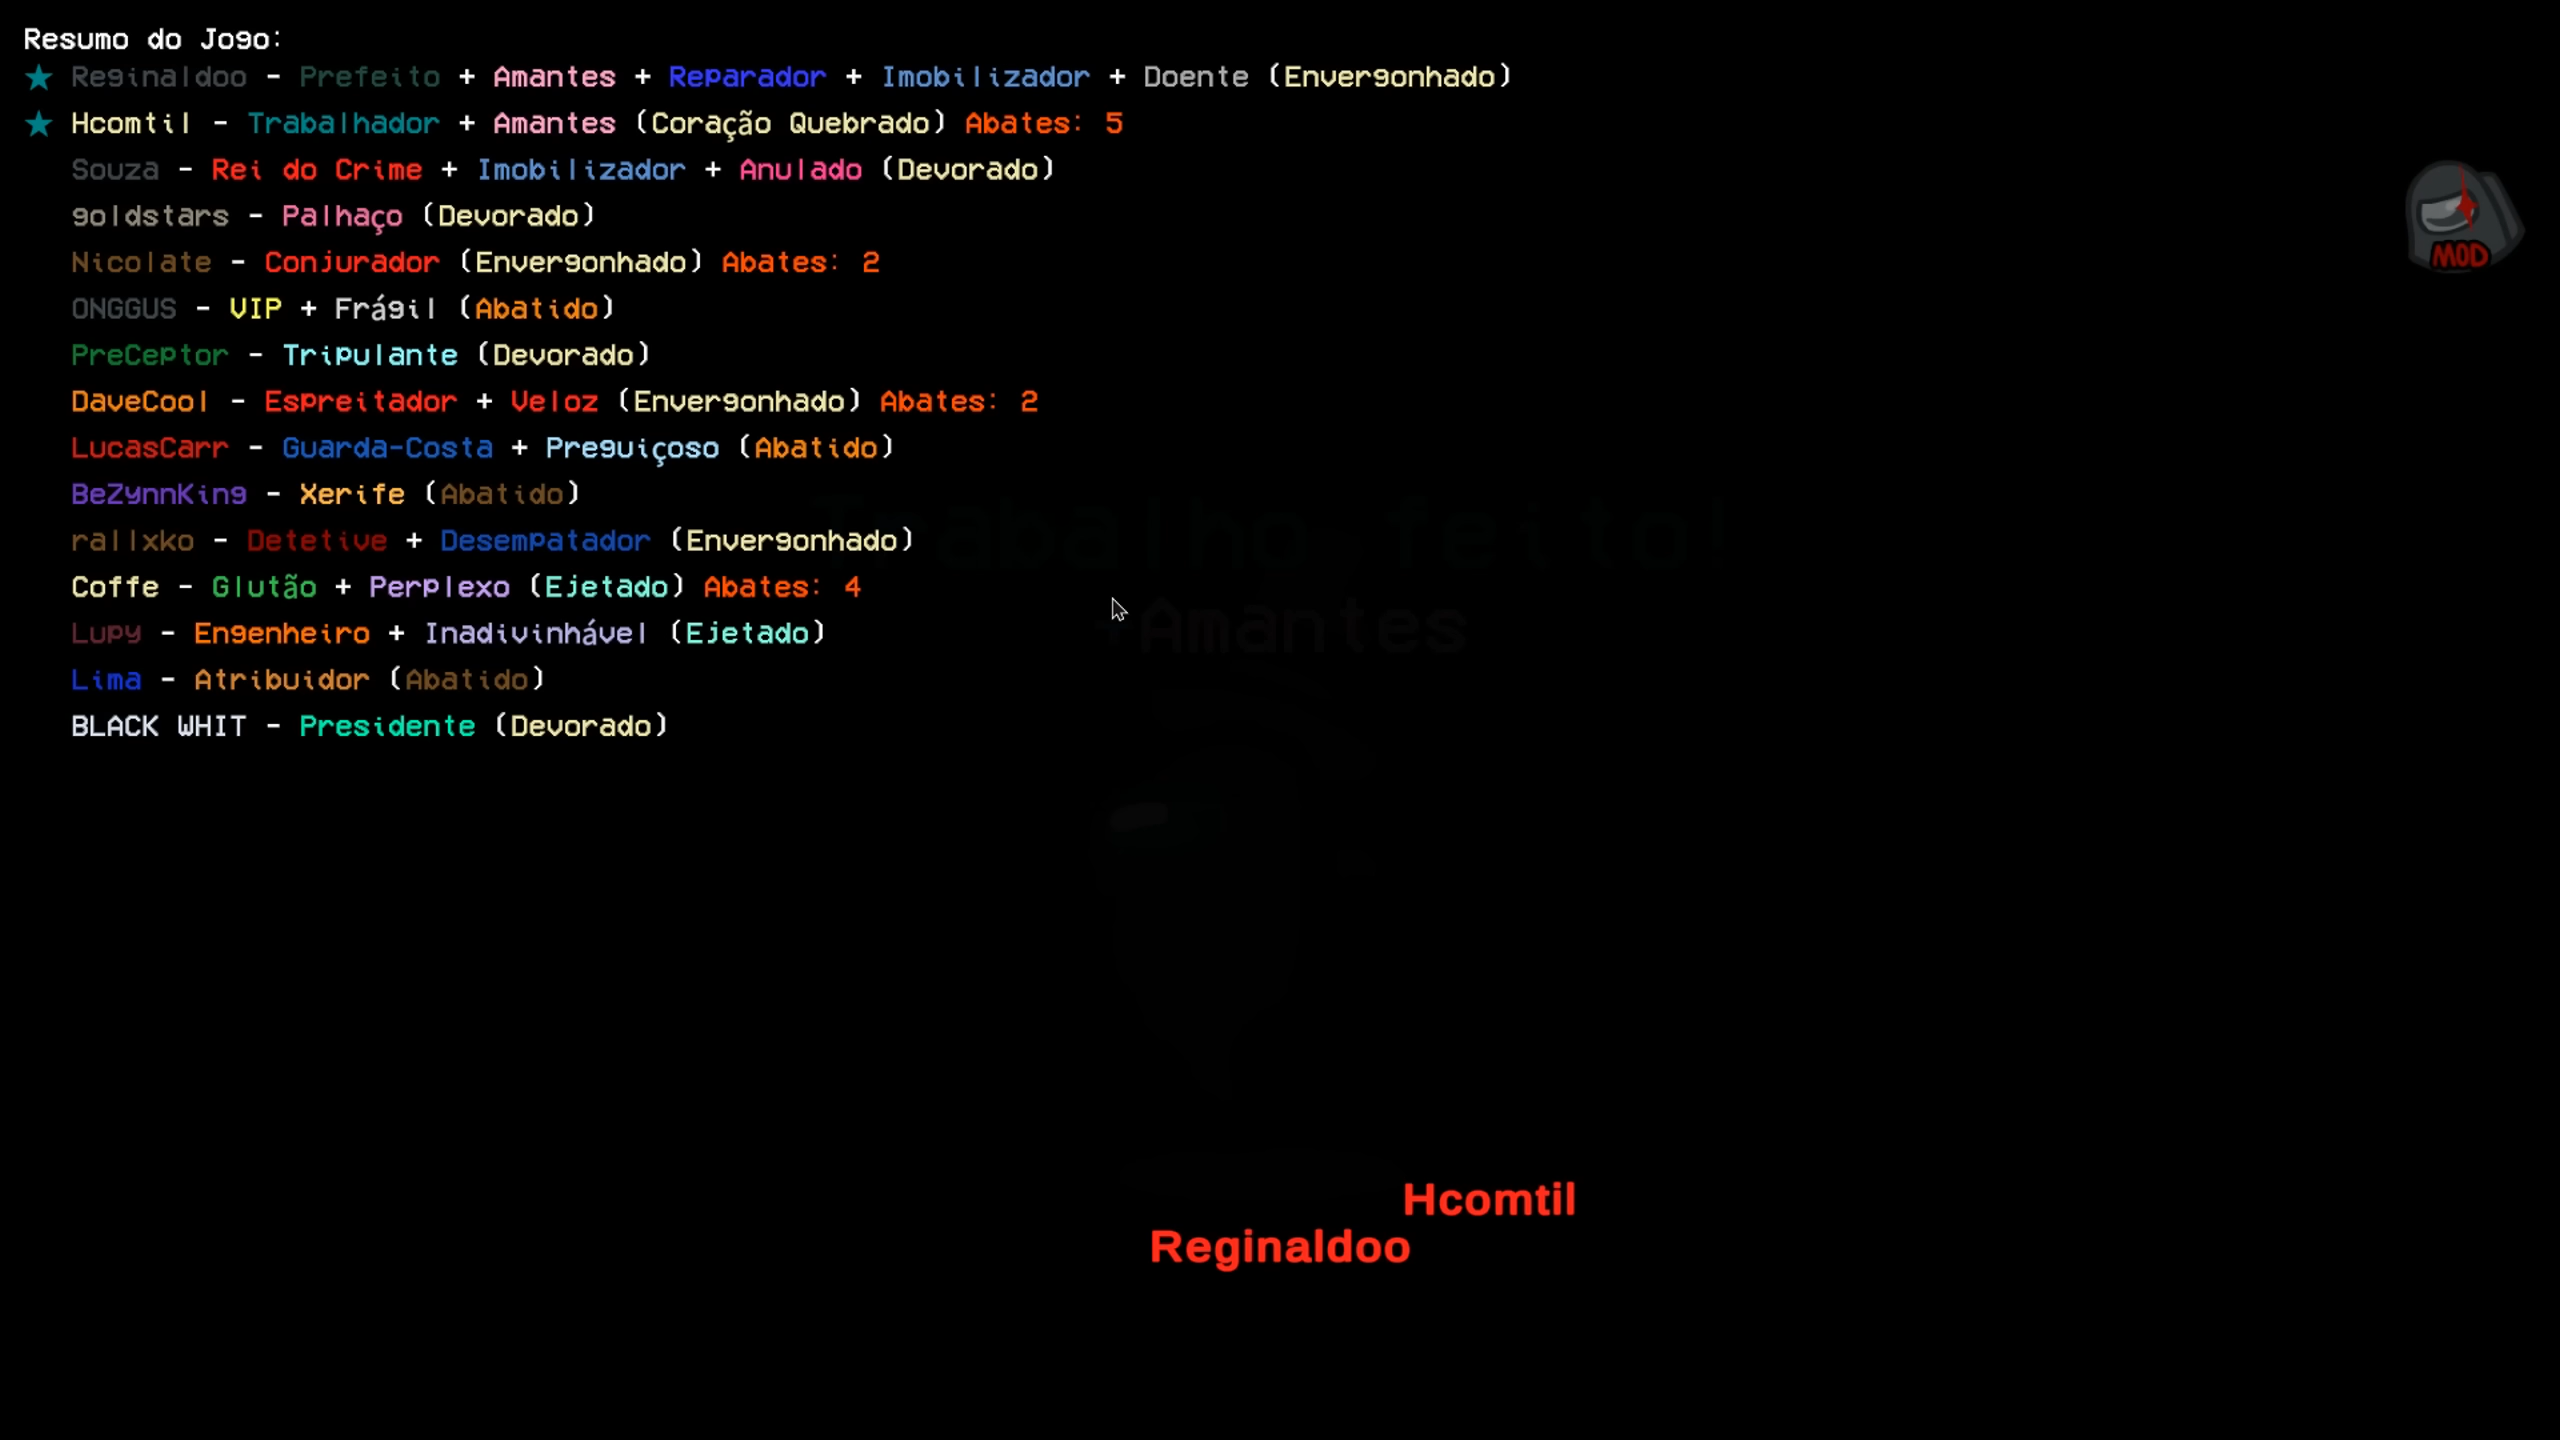 Resumo do Jogo:
★ Reginaldoo - Prefeito + Amantes + Reparador + Imobilizador + Doente (Envergonhado)
★ Hcomtil - Trabalhador + Amantes (Coração Quebrado) Abates: 5
Souza - Rei do Crime + Imobilizador + Anulado (Devorado)
goldstars - Palhaço (Devorado)
Nicolate - Conjurador (Envergonhado) Abates: 2
ONGGUS - VIP + Frágil (Abatido)
PreCeptor - Tripulante (Devorado)
DaveCool - Espreitador + Veloz (Envergonhado) Abates: 2
LucasCarr - Guarda-Costa + Preguiçoso (Abatido)
BeZynnKing - Xerife (Abatido)
rallxko - Detetive + Desempatador (Envergonhado)
Coffe - Glutão + Perplexo (Ejetado) Abates: 4
Lupy - Engenheiro + Inadivinhável (Ejetado)
Lima - Atribuidor (Abatido)
BLACK WHIT - Presidente (Devorado)
MOD
Trabalho feito!
+Amantes
Hcomtil
Reginaldoo